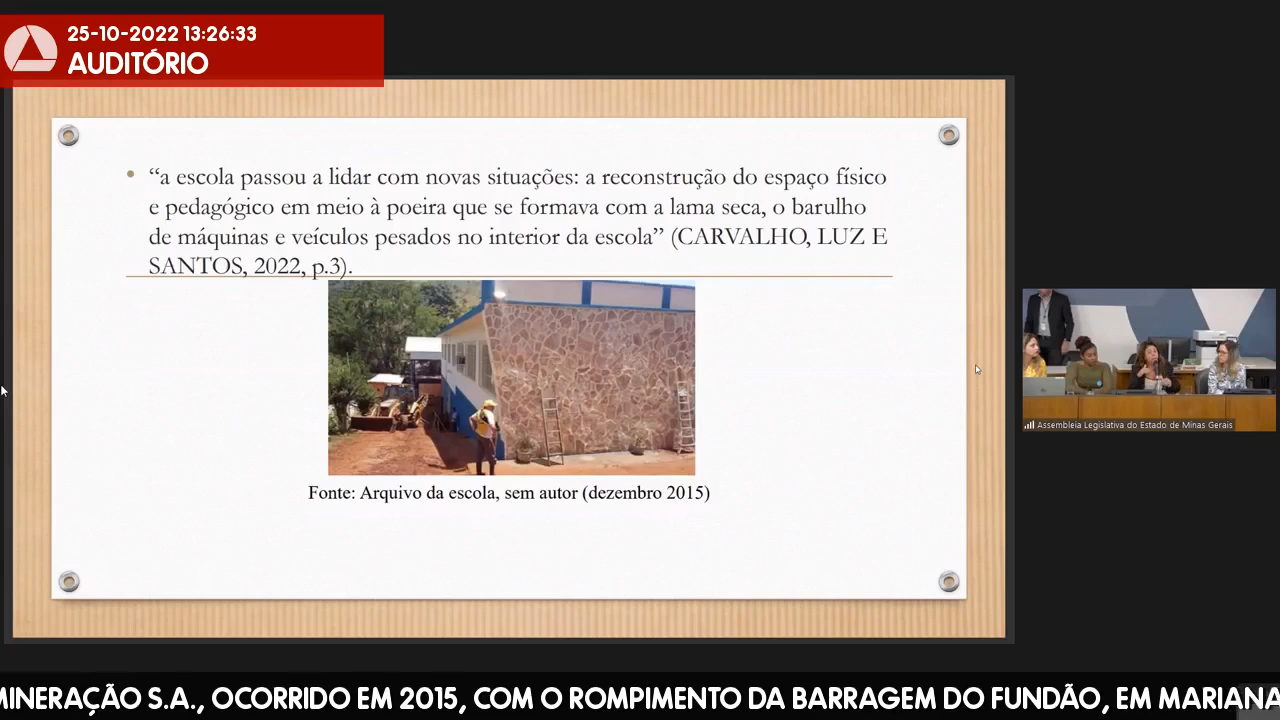 25-10-2022 13:26:33
AUDITÓRIO
• “a escola passou a lidar com novas situações: a reconstrução do espaço físico
e pedagógico em meio à poeira que se formava com a lama seca, o barulho
de máquinas e veículos pesados no interior da escola” (CARVALHO, LUZ E
SANTOS, 2022, p.3).
Fonte: Arquivo da escola, sem autor (dezembro 2015)
Assembleia Legislativa do Estado de Minas Gerais
MINERAÇÃO S.A., OCORRIDO EM 2015, COM O ROMPIMENTO DA BARRAGEM DO FUNDÃO, EM MARIANA